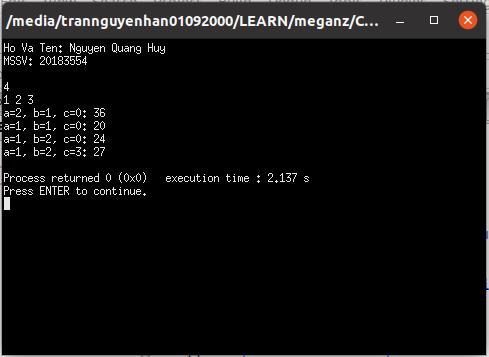 /media/trannguyenhan01092000/LEARN/meganz/C...
Ho Va Ten: Nguyen Quang Huy
MSSV: 20183554
4
1 2 3
a=2, b=1, c=0: 36
a=1, b=1, c=0: 20
a=1, b=2, c=0: 24
a=1, b=2, c=3: 27
Process returned 0 (0x0)   execution time : 2.137 s
Press ENTER to continue.